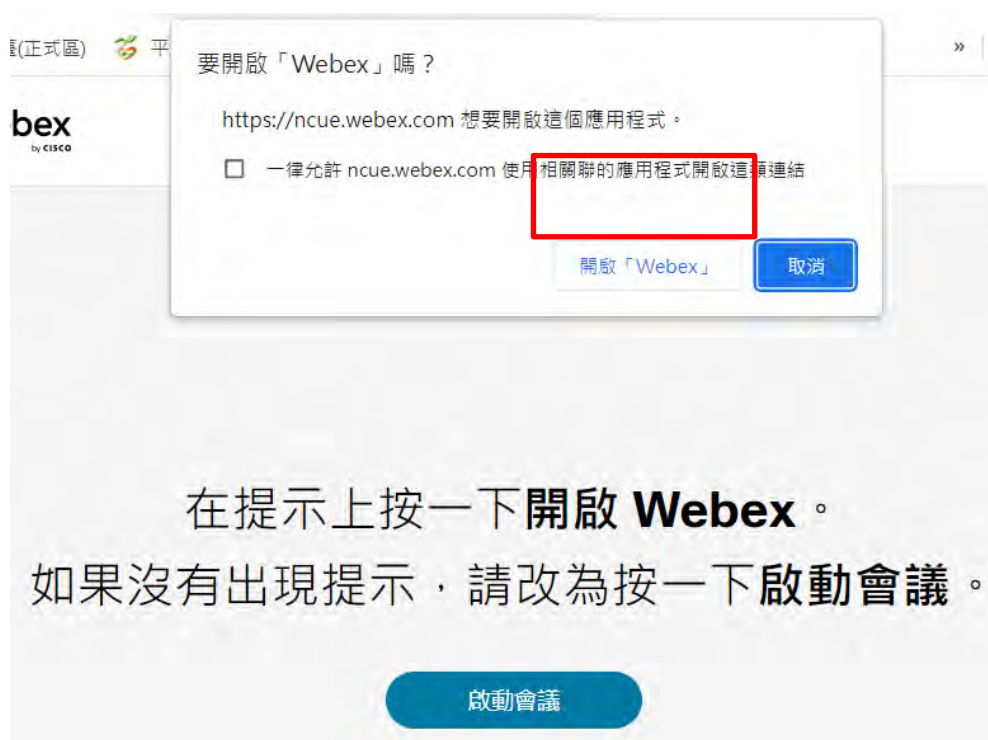 (正式區) 平
要開啟「Webex」嗎？
»
https://ncue.webex.com 想要開啟這個應用程式。
bex
by CISCO
一律允許 ncue.webex.com 使用相關聯的應用程式開啟這類連結
開啟「Webex」 取消
在提示上按一下開啟 Webex。
如果沒有出現提示，請改為按一下啟動會議。
啟動會議